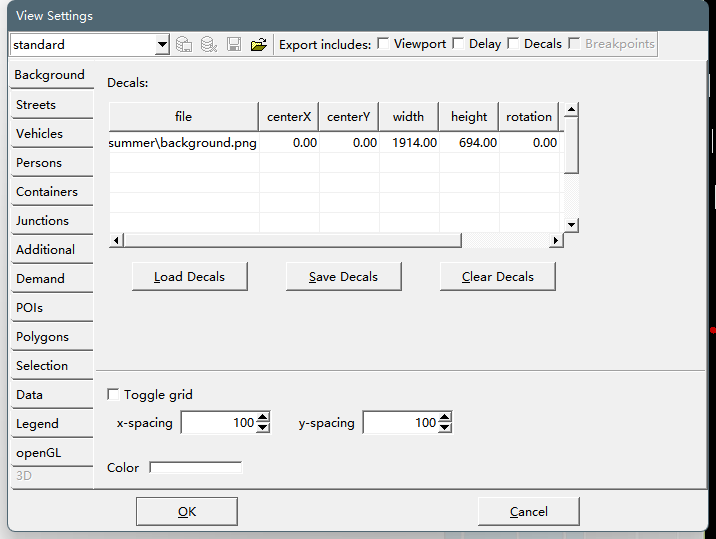 View Settings
standard Export includes: Viewport Delay Decals Breakpoints
Background
Streets
Vehicles
Persons
Containers
Junctions
Additional
Demand
POIs
Polygons
Selection
Data
Legend
openGL
3D
Decals:
file centerX centerY width height rotation
summer\background.png 0.00 0.00 1914.00 694.00 0.00
Load Decals Save Decals Clear Decals
Toggle grid
x-spacing 100 y-spacing 100
Color
OK Cancel